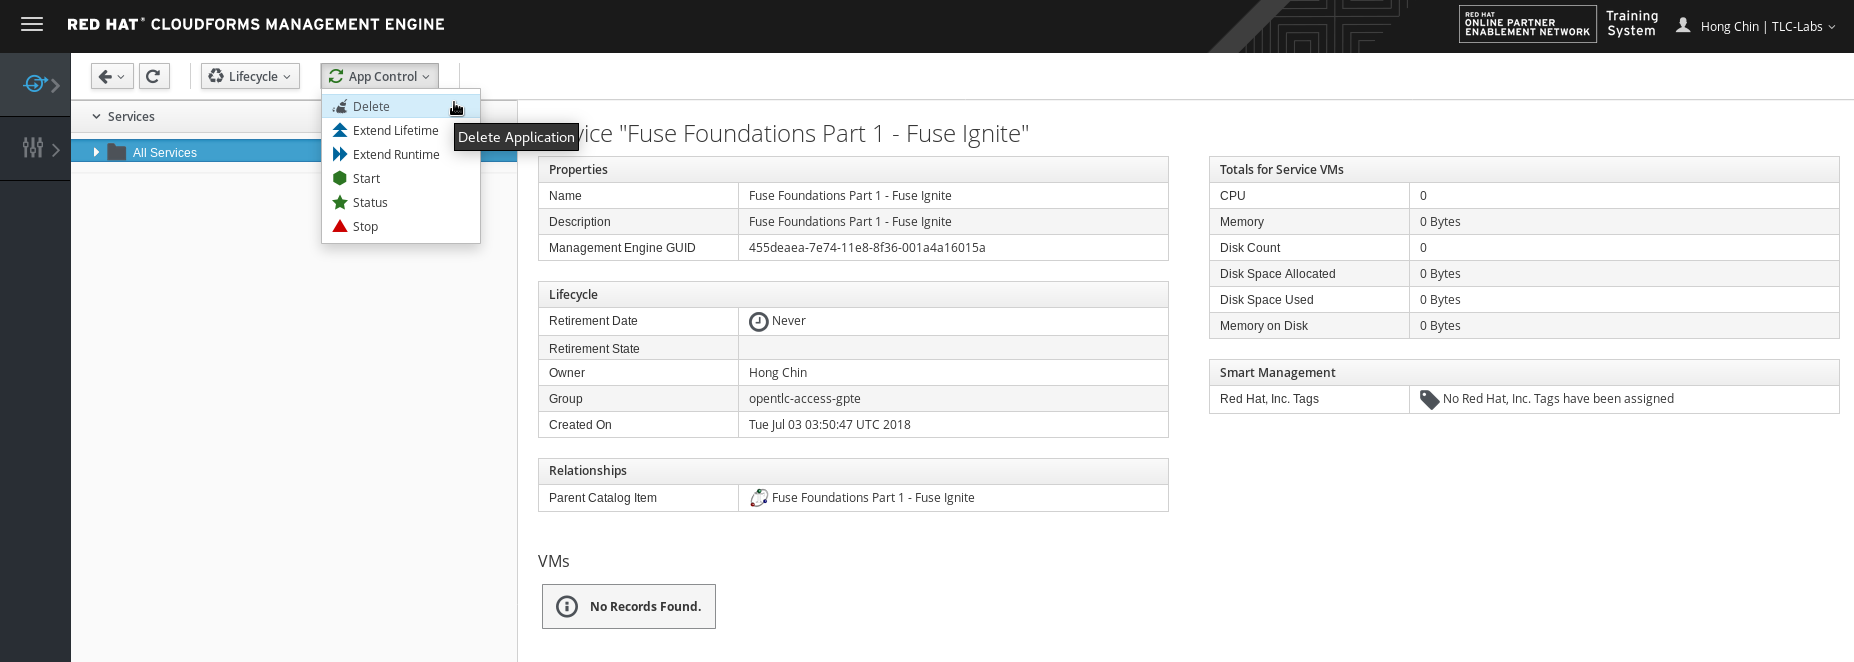 RED HAT® CLOUDFORMS MANAGEMENT ENGINE
RED HAT
ONLINE PARTNER
ENABLEMENT NETWORK
Training
System
Hong Chin | TLC-Labs
Lifecycle
App Control
Services
All Services
Delete
Extend Lifetime
Extend Runtime
Start
Status
Stop
Delete Application
vice "Fuse Foundations Part 1 - Fuse Ignite"
Properties
Name Fuse Foundations Part 1 - Fuse Ignite
Description Fuse Foundations Part 1 - Fuse Ignite
Management Engine GUID 455deaea-7e74-11e8-8f36-001a4a16015a
Lifecycle
Retirement Date Never
Retirement State
Owner Hong Chin
Group opentlc-access-gpte
Created On Tue Jul 03 03:50:47 UTC 2018
Relationships
Parent Catalog Item Fuse Foundations Part 1 - Fuse Ignite
VMs
No Records Found.
Totals for Service VMs
CPU 0
Memory 0 Bytes
Disk Count 0
Disk Space Allocated 0 Bytes
Disk Space Used 0 Bytes
Memory on Disk 0 Bytes
Smart Management
Red Hat, Inc. Tags No Red Hat, Inc. Tags have been assigned